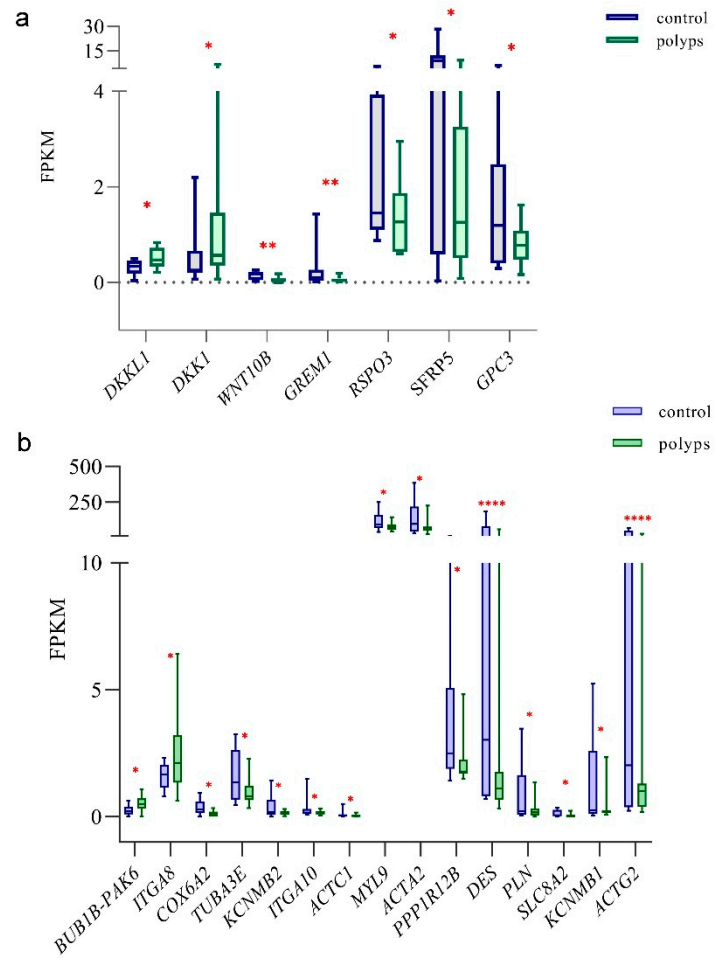 a
control
polyps
FPKM
30
15
4
2
0
*
*
**
**
*
*
*
DKKL1
DKK1
WNT10B
GREM1
RSPO3
SFRP5
GPC3
b
control
polyps
FPKM
500
250
10
5
0
*
*
*
*
*
*
*
*
*
*
****
*
*
*
****
BUB1B-PAK6
ITGA8
COX6A2
TUBA3E
KCNMB2
ITGA10
ACTC1
MYL9
ACTA2
PPP1R12B
DES
PLN
SLC8A2
KCNMB1
ACTG2